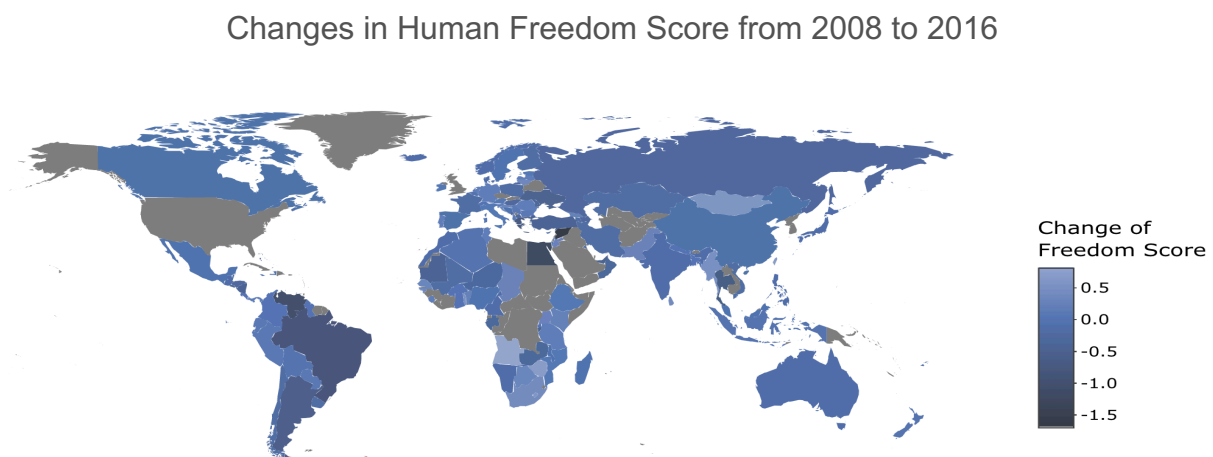 Changes in Human Freedom Score from 2008 to 2016
Change of
Freedom Score
0.5
0.0
-0.5
-1.0
-1.5